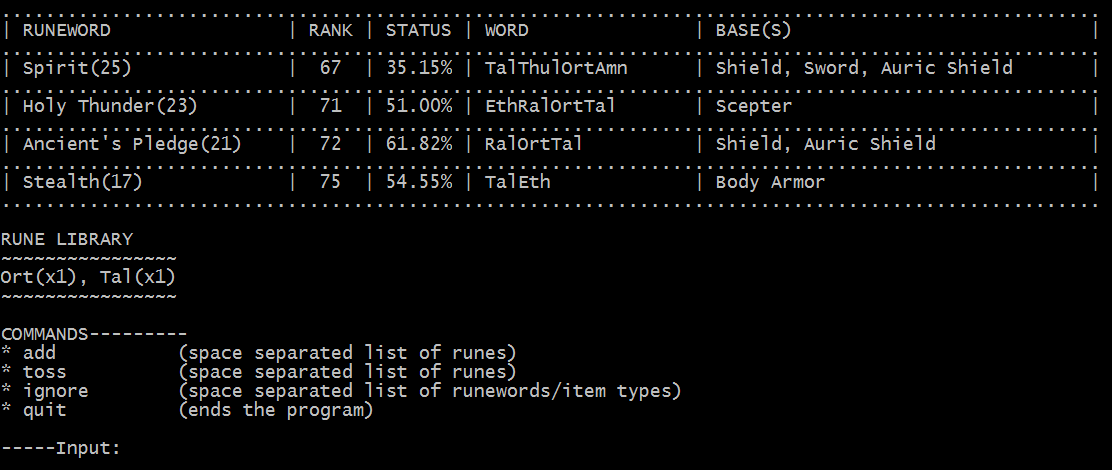 | RUNEWORD | RANK | STATUS | WORD | BASE(S) |
| Spirit(25) | 67 | 35.15% | TalThulOrtAmn | Shield, Sword, Auric Shield |
| Holy Thunder(23) | 71 | 51.00% | EthRalOrtTal | Scepter |
| Ancient's Pledge(21) | 72 | 61.82% | RalOrtTal | Shield, Auric Shield |
| Stealth(17) | 75 | 54.55% | TalEth | Body Armor |
RUNE LIBRARY
~~~~~~~~~~~~~~~~
Ort(x1), Tal(x1)
~~~~~~~~~~~~~~~~
COMMANDS---------
* add (space separated list of runes)
* toss (space separated list of runes)
* ignore (space separated list of runewords/item types)
* quit (ends the program)
-----Input: